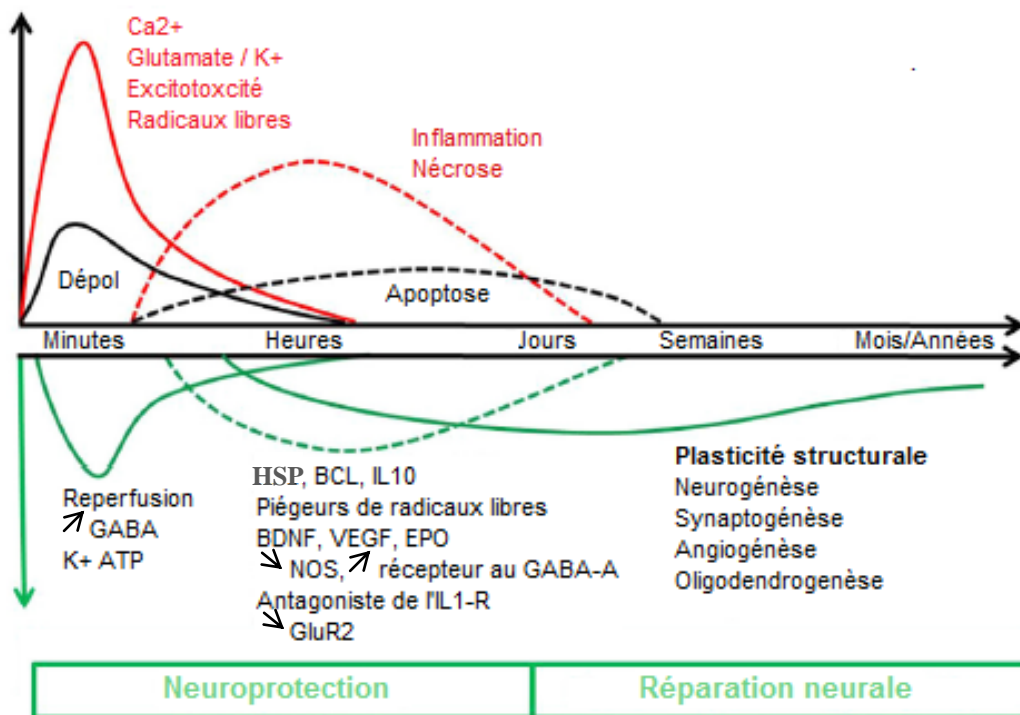 Ca2+
Glutamate / K+
Excitotoxcité
Radicaux libres
Inflammation
Nécrose
Dépol
Apoptose
Minutes
Heures
Jours
Semaines
Mois/Années
Reperfusion
↗ GABA
K+ ATP
HSP, BCL, IL10
Piégeurs de radicaux libres
BDNF, VEGF, EPO
↘ NOS, ↗ récepteur au GABA-A
Antagoniste de l'IL1-R
↘ GluR2
Plasticité structurale
Neurogénèse
Synaptogénèse
Angiogénèse
Oligodendrogenèse
Neuroprotection
Réparation neurale